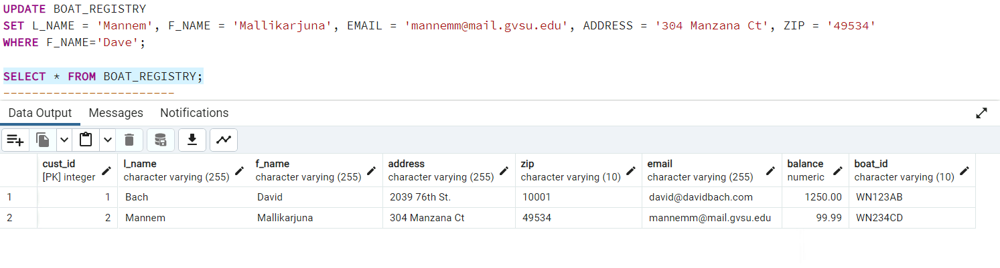 UPDATE BOAT_REGISTRY
SET L_NAME = 'Mannem', F_NAME = 'Mallikarjuna', EMAIL = 'mannemm@mail.gvsu.edu', ADDRESS = '304 Manzana Ct', ZIP = '49534'
WHERE F_NAME='Dave';
SELECT * FROM BOAT_REGISTRY;
------------------------
Data Output Messages Notifications
cust_id l_name f_name address zip email balance boat_id
[PK] integer character varying (255) character varying (255) character varying (255) character varying (10) character varying (255) numeric character varying (10)
1 1 Bach David 2039 76th St. 10001 david@davidbach.com 1250.00 WN123AB
2 2 Mannem Mallikarjuna 304 Manzana Ct 49534 mannemm@mail.gvsu.edu 99.99 WN234CD